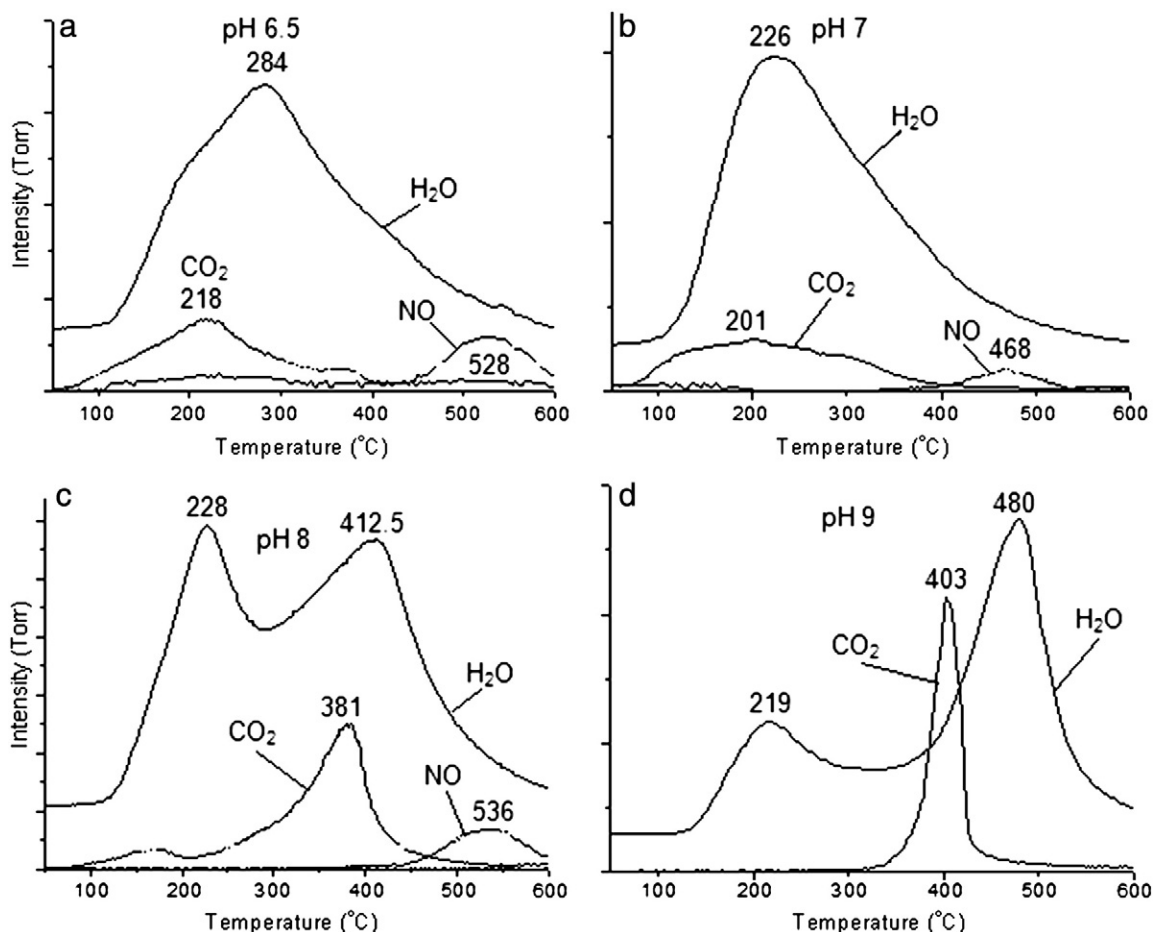 a
pH 6.5
284
H₂O
CO₂
218
NO
528
Intensity (Torr)
100 200 300 400 500 600
Temperature (°C)
b
226 pH 7
H₂O
CO₂
201
NO
468
Intensity (Torr)
100 200 300 400 500 600
Temperature (°C)
c
228
pH 8
412.5
H₂O
CO₂
381
NO
536
Intensity (Torr)
100 200 300 400 500 600
Temperature (°C)
d
pH 9
480
403
H₂O
CO₂
219
100 200 300 400 500 600
Temperature (°C)